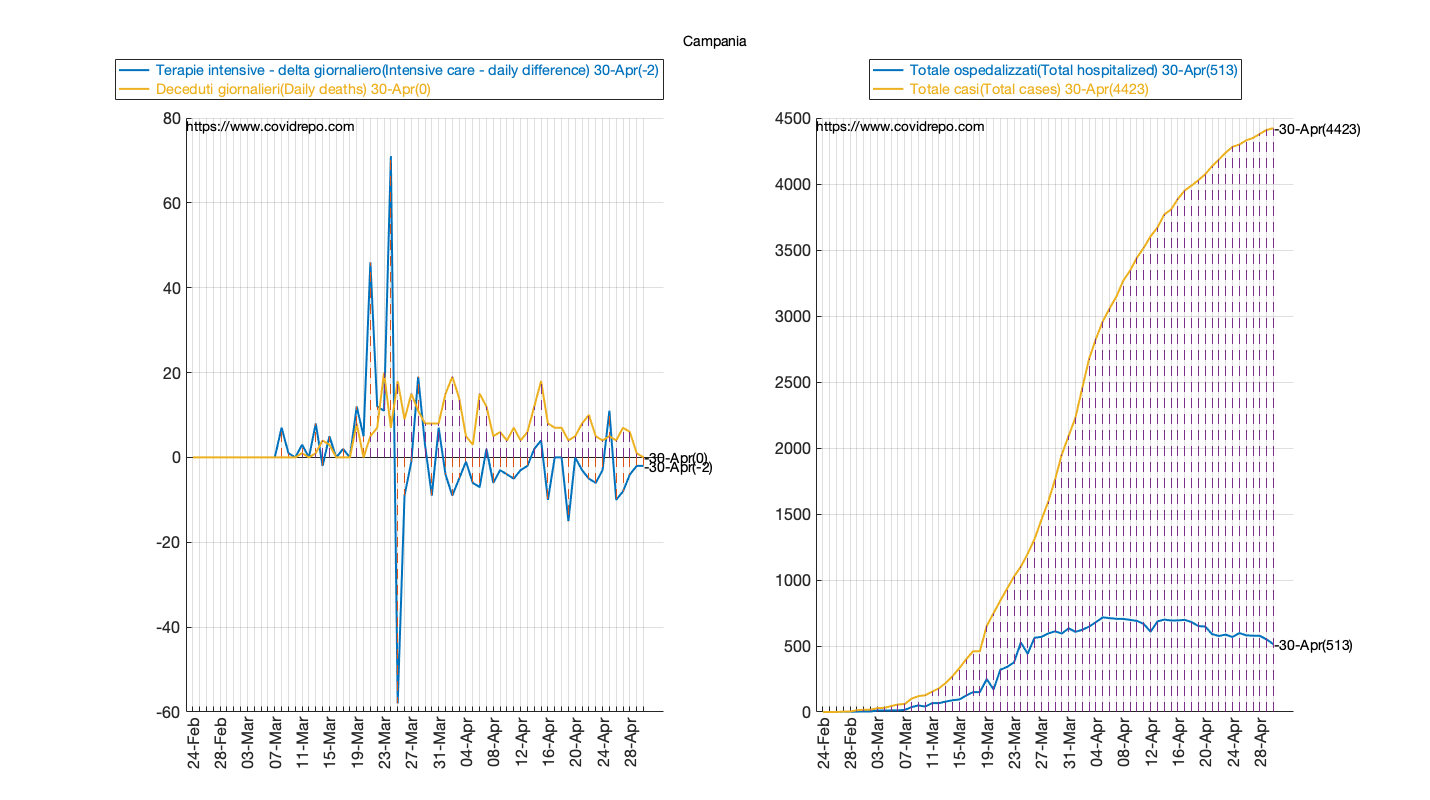 Campania
Terapie intensive - delta giornaliero(Intensive care - daily difference) 30-Apr(-2)
Deceduti giornalieri(Daily deaths) 30-Apr(0)
https://www.covidrepo.com
80
60
40
20
0
-20
-40
-60
-30-Apr(0)
-30-Apr(-2)
24-Feb
28-Feb
03-Mar
07-Mar
11-Mar
15-Mar
19-Mar
23-Mar
27-Mar
31-Mar
04-Apr
08-Apr
12-Apr
16-Apr
20-Apr
24-Apr
28-Apr
Totale ospedalizzati(Total hospitalized) 30-Apr(513)
Totale casi(Total cases) 30-Apr(4423)
https://www.covidrepo.com
4500
4000
3500
3000
2500
2000
1500
1000
500
0
-30-Apr(4423)
-30-Apr(513)
24-Feb
28-Feb
03-Mar
07-Mar
11-Mar
15-Mar
19-Mar
23-Mar
27-Mar
31-Mar
04-Apr
08-Apr
12-Apr
16-Apr
20-Apr
24-Apr
28-Apr